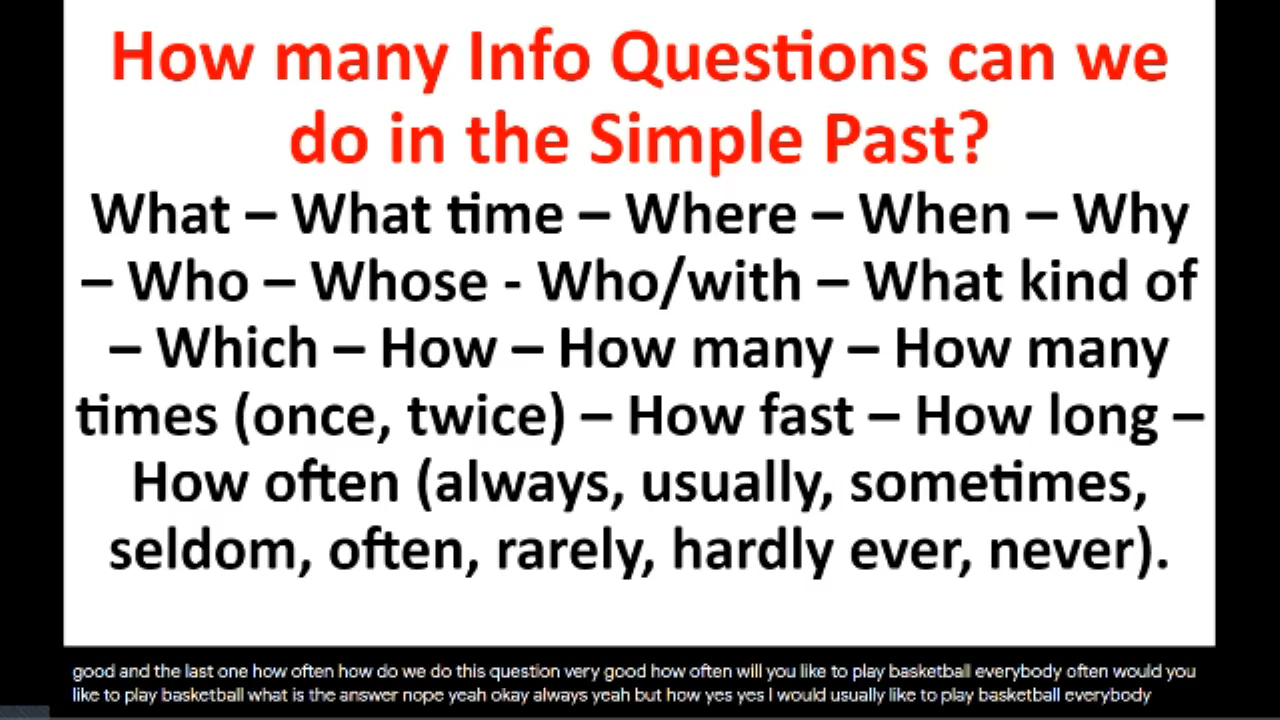 How many Info Questions can we
do in the Simple Past?
What – What time – Where – When – Why
– Who – Whose - Who/with – What kind of
– Which – How – How many – How many
times (once, twice) – How fast – How long –
How often (always, usually, sometimes,
seldom, often, rarely, hardly ever, never).
good and the last one how often how do we do this question very good how often will you like to play basketball everybody often would you
like to play basketball what is the answer nope yeah okay always yeah but how yes yes I would usually like to play basketball everybody